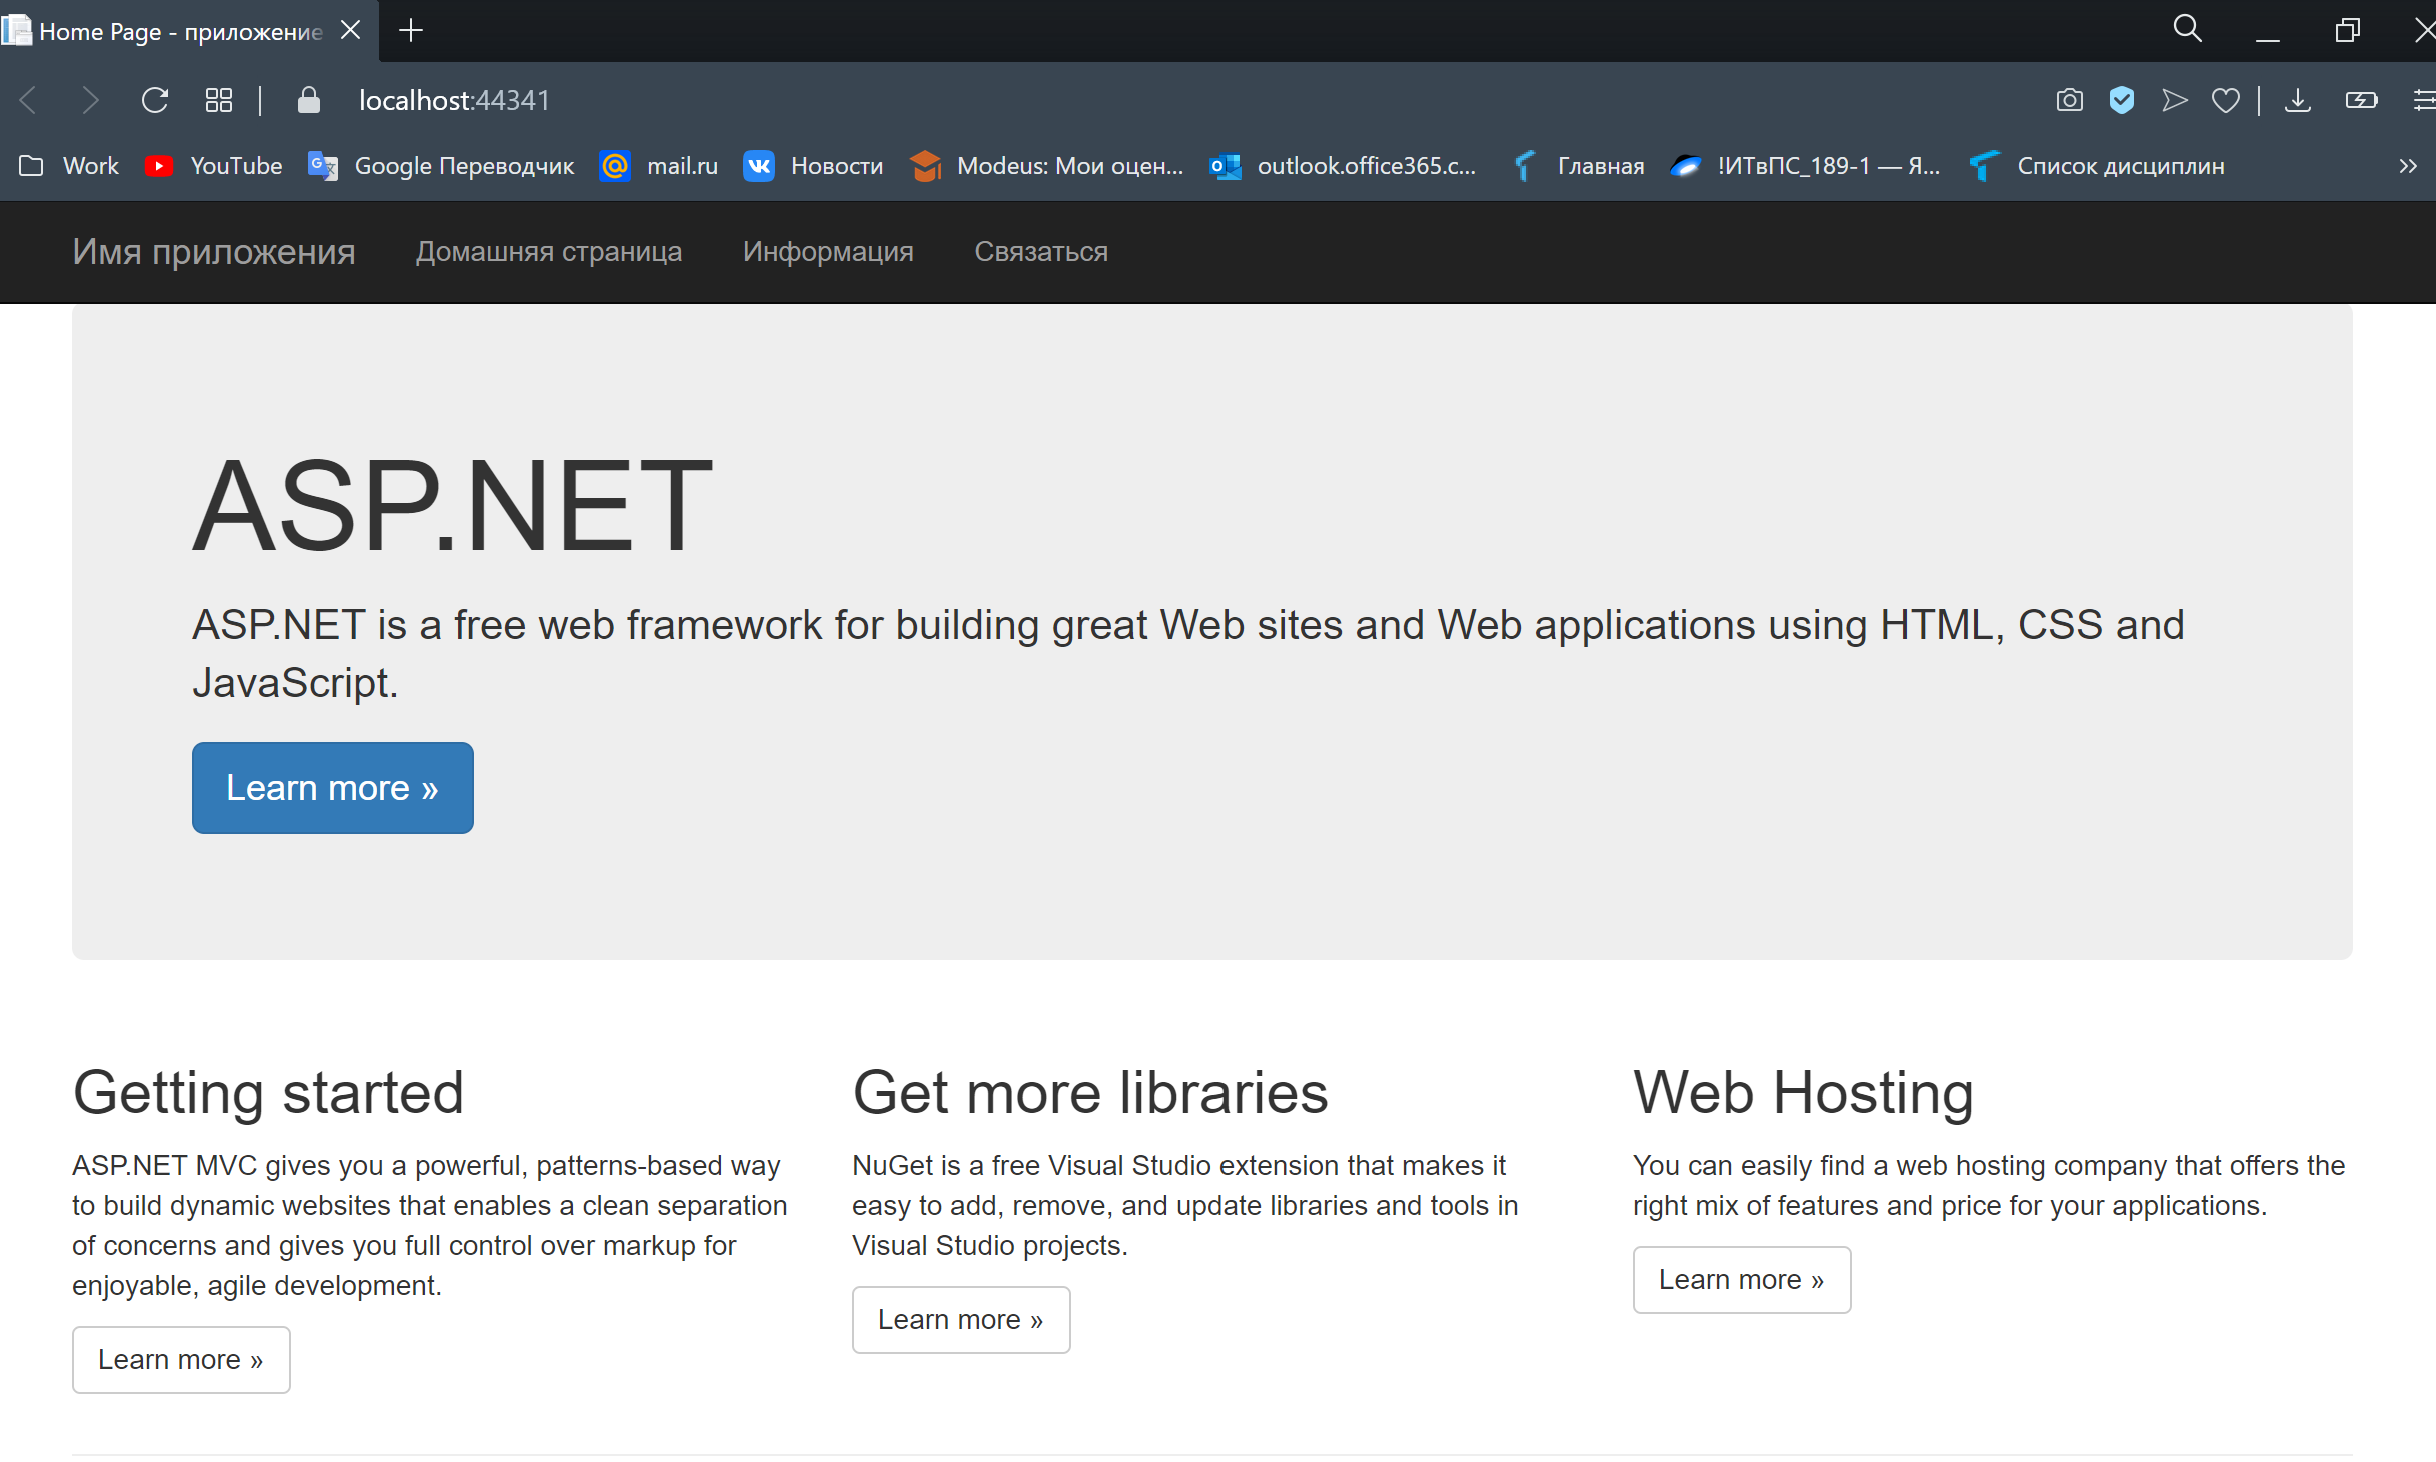 Home Page - приложение
localhost:44341
Work YouTube Google Переводчик mail.ru Новости Modeus: Мои оцен... outlook.office365.c... Главная !ИТвПС_189-1 — Я... Список дисциплин
Имя приложения Домашняя страница Информация Связаться
ASP.NET
ASP.NET is a free web framework for building great Web sites and Web applications using HTML, CSS and
JavaScript.
Learn more »
Getting started
ASP.NET MVC gives you a powerful, patterns-based way
to build dynamic websites that enables a clean separation
of concerns and gives you full control over markup for
enjoyable, agile development.
Learn more »
Get more libraries
NuGet is a free Visual Studio extension that makes it
easy to add, remove, and update libraries and tools in
Visual Studio projects.
Learn more »
Web Hosting
You can easily find a web hosting company that offers the
right mix of features and price for your applications.
Learn more »